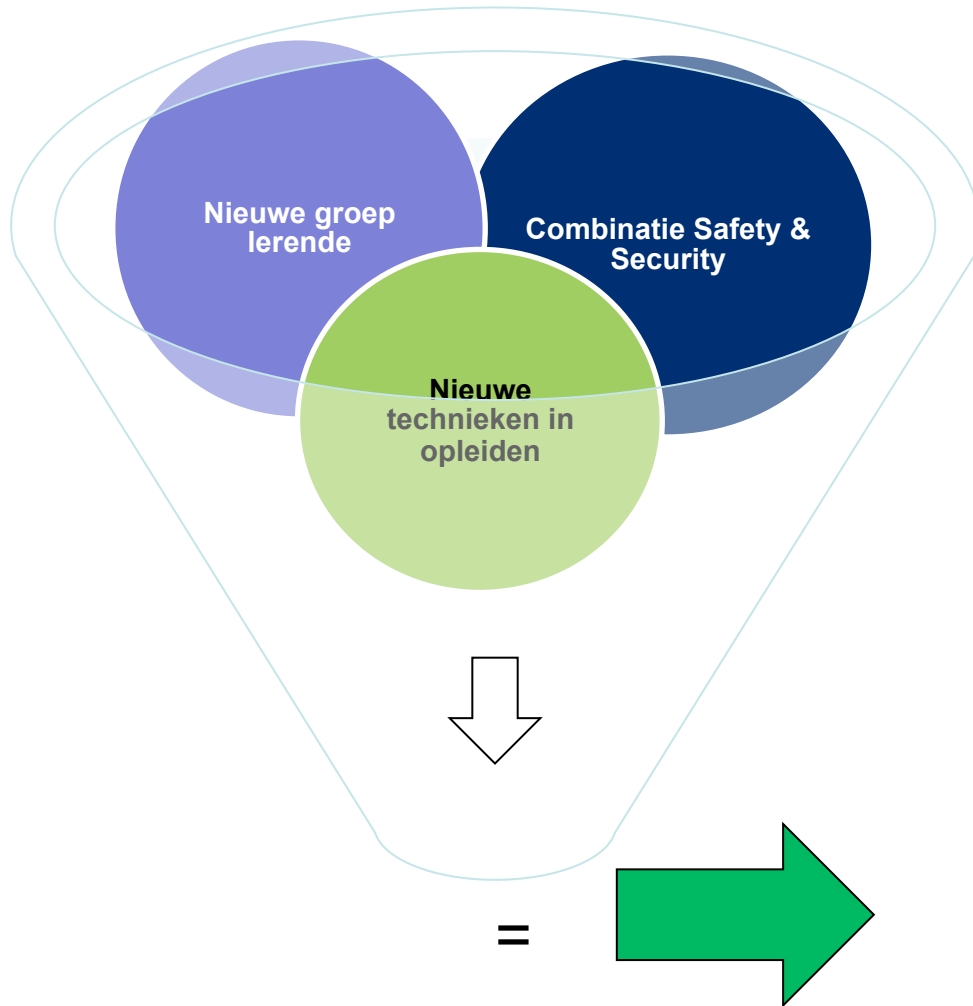 Nieuwe groep
lerende
Combinatie Safety &
Security
Nieuwe
technieken in
opleiden
=